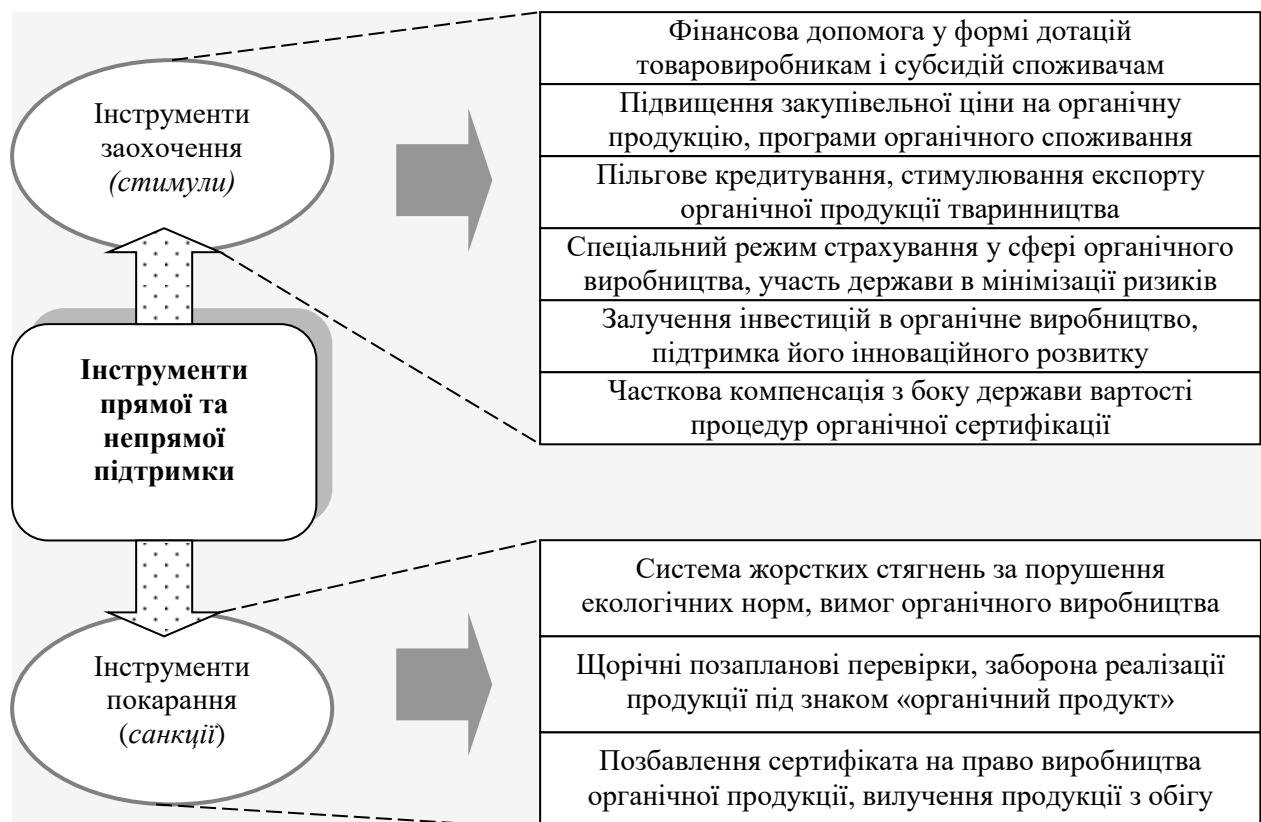 Інструменти
заохочення
(стимули)
Фінансова допомога у формі дотацій
товаровиробникам і субсидій споживачам
Підвищення закупівельної ціни на органічну
продукцію, програми органічного споживання
Пільгове кредитування, стимулювання експорту
органічної продукції тваринництва
Спеціальний режим страхування у сфері органічного
виробництва, участь держави в мінімізації ризиків
Залучення інвестицій в органічне виробництво,
підтримка його інноваційного розвитку
Часткова компенсація з боку держави вартості
процедур органічної сертифікації
Інструменти
прямої та
непрямої
підтримки
Інструменти
покарання
(санкції)
Система жорстких стягнень за порушення
екологічних норм, вимог органічного виробництва
Щорічні позапланові перевірки, заборона реалізації
продукції під знаком «органічний продукт»
Позбавлення сертифіката на право виробництва
органічної продукції, вилучення продукції з обігу